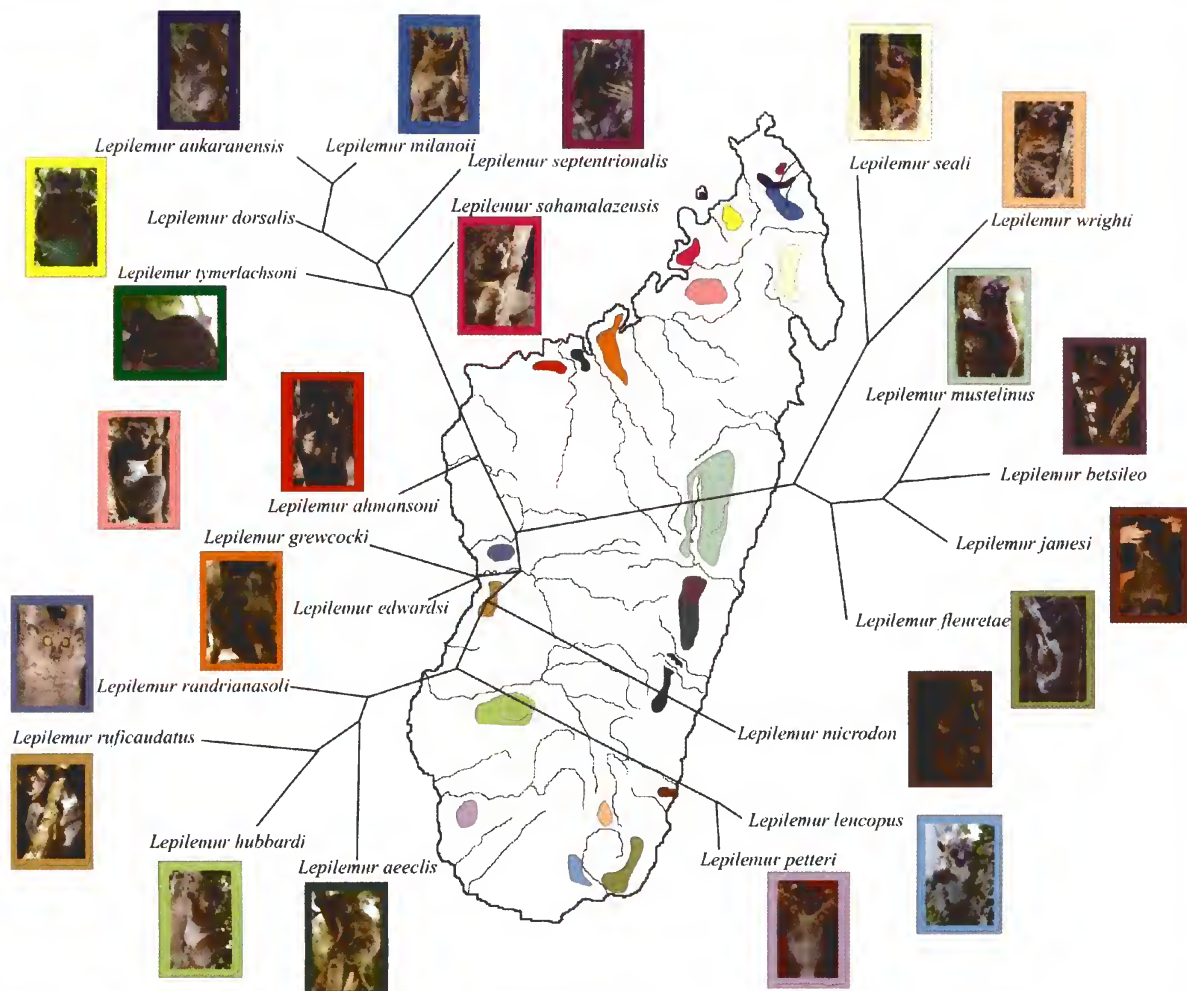 Lepilemur ankaranensis
Lepilemur milanoii
Lepilemur septentrionalis
Lepilemur seali
Lepilemur dorsalis
Lepilemur sahamalazensis
Lepilemur wrighti
Lepilemur tymerlachsoni
Lepilemur mustelinus
Lepilemur betsileo
Lepilemur ahmansoni
Lepilemur grewcocki
Lepilemur jamesi
Lepilemur edwardsi
Lepilemur fleuretae
Lepilemur randrianasoli
Lepilemur ruficaudatus
Lepilemur microdon
Lepilemur leucopus
Lepilemur hubbardi
Lepilemur aeeclis
Lepilemur petteri